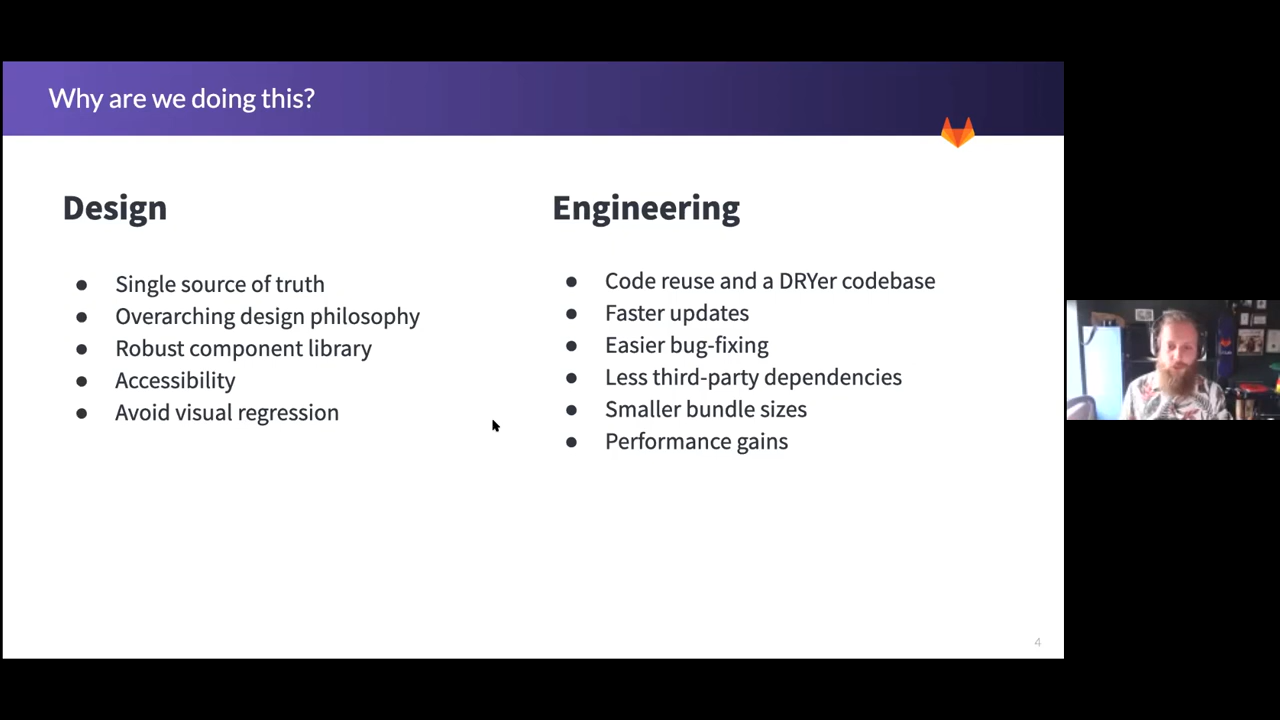 Why are we doing this?
Design
Single source of truth
Overarching design philosophy
Robust component library
Accessibility
Avoid visual regression
Engineering
Code reuse and a DRYer codebase
Faster updates
Easier bug-fixing
Less third-party dependencies
Smaller bundle sizes
Performance gains
4